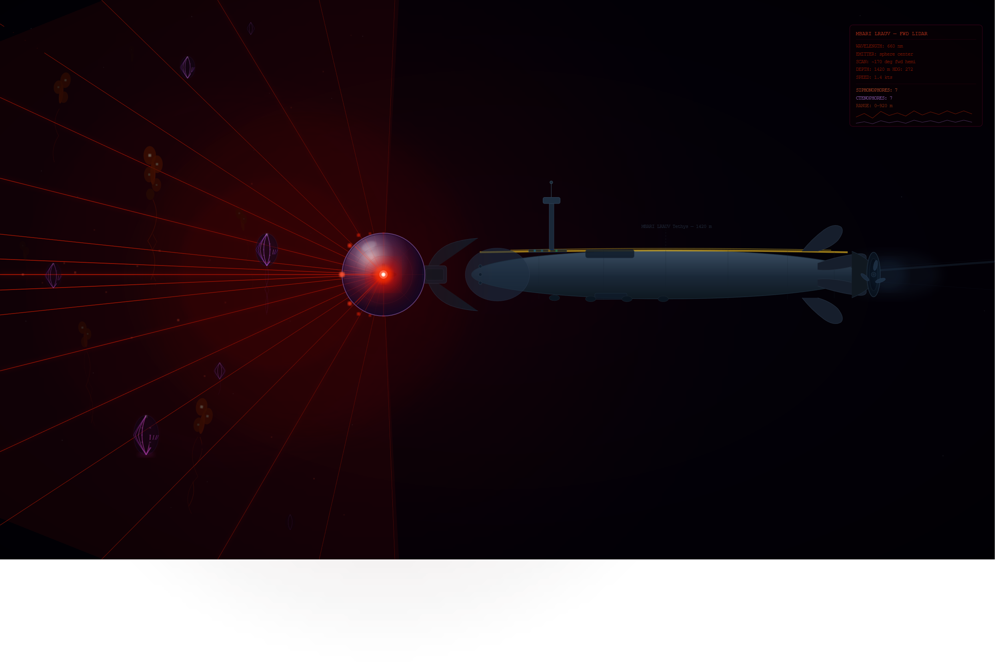 MBARI LRAUV — FWD LIDAR
WAVELENGTH: 660 nm
EMITTER: sphere center
SCAN: ~170 deg fwd hemi
DEPTH: 1420 m HDG: 272
SPEED: 1.4 kts
SIPHONOPHORES: 7
CTENOPHORES: 7
RANGE: 0–920 m
MBARI LRAUV Tethys — 1420 m